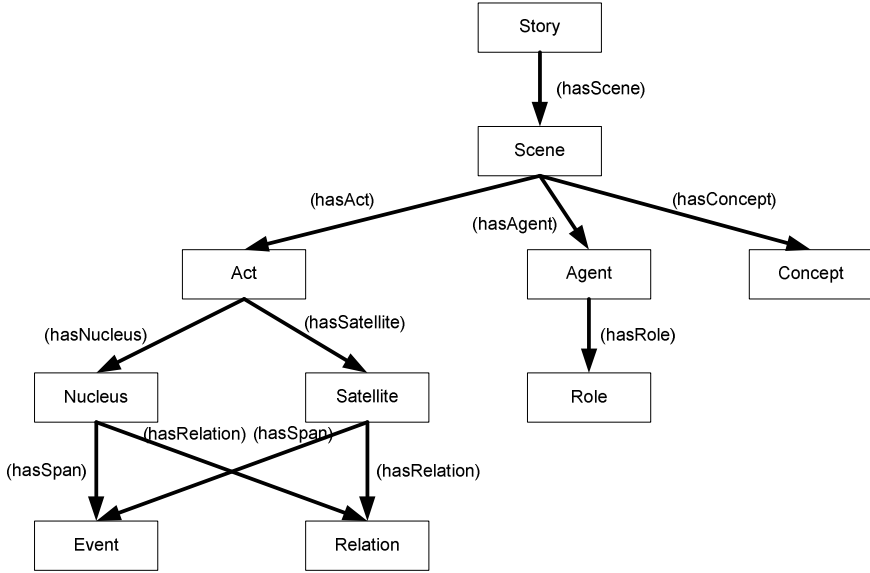 Story
(hasScene)
Scene
(hasAct)
(hasAgent)
(hasConcept)
Act
Agent
Concept
(hasNucleus)
(hasSatellite)
(hasRole)
Nucleus
Satellite
Role
(hasRelation)
(hasSpan)
(hasSpan)
(hasRelation)
Event
Relation